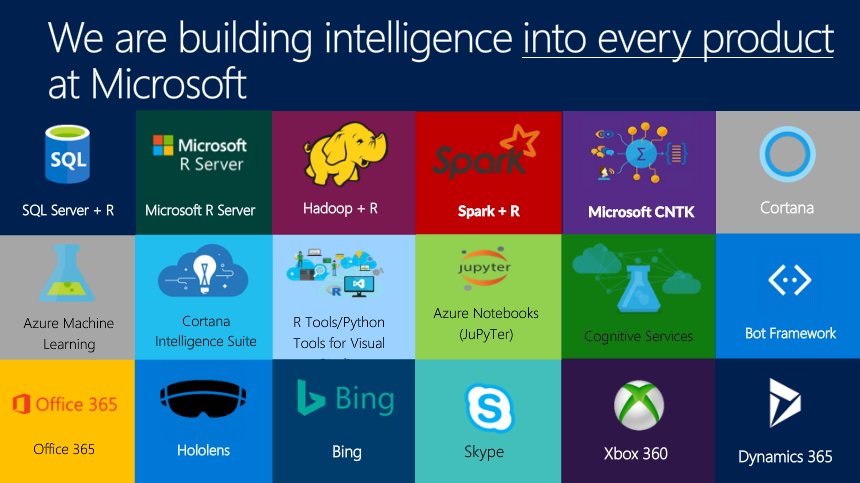 We are building intelligence into every product
at Microsoft
SQL
SQL Server + R
Microsoft
R Server
Microsoft R Server
Hadoop + R
Spark
Spark + R
Σ
Microsoft CNTK
Cortana
Azure Machine
Learning
Cortana
Intelligence Suite
R
R Tools/Python
Tools for Visual
jupyter
Azure Notebooks
(JuPyTer)
Cognitive Services
Bot Framework
Office 365
Office 365
Hololens
Bing
Bing
Skype
Xbox 360
Dynamics 365